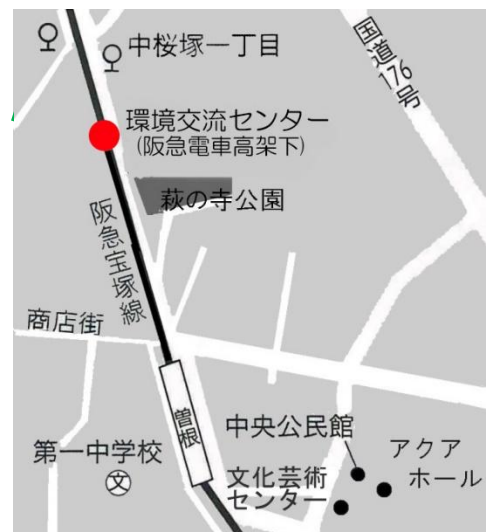 中桜塚一丁目
国道176号
環境交流センター
(阪急電車高架下)
萩の寺公園
阪急宝塚線
商店街
曽根
中央公民館
アクア
ホール
第一中学校
文
文化芸術
センター